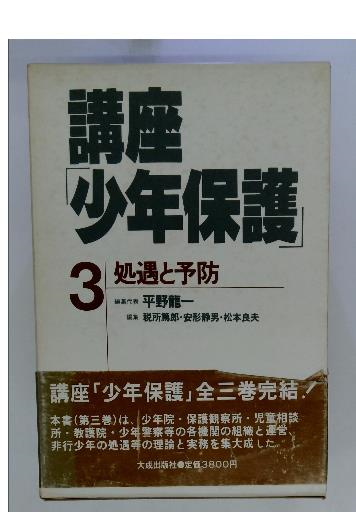 講座
「少年保護」
3 処遇と予防
編集代表 平野龍一
編集 税所篤郎・安形静男・松本良夫
講座「少年保護」全三巻完結！
本書(第三巻)は、少年院・保護観察所・児童相談
所・教護院・少年警察等の各機関の組織と運営、
非行少年の処遇等の理論と実務を集大成した。
大成出版社●定価3800円